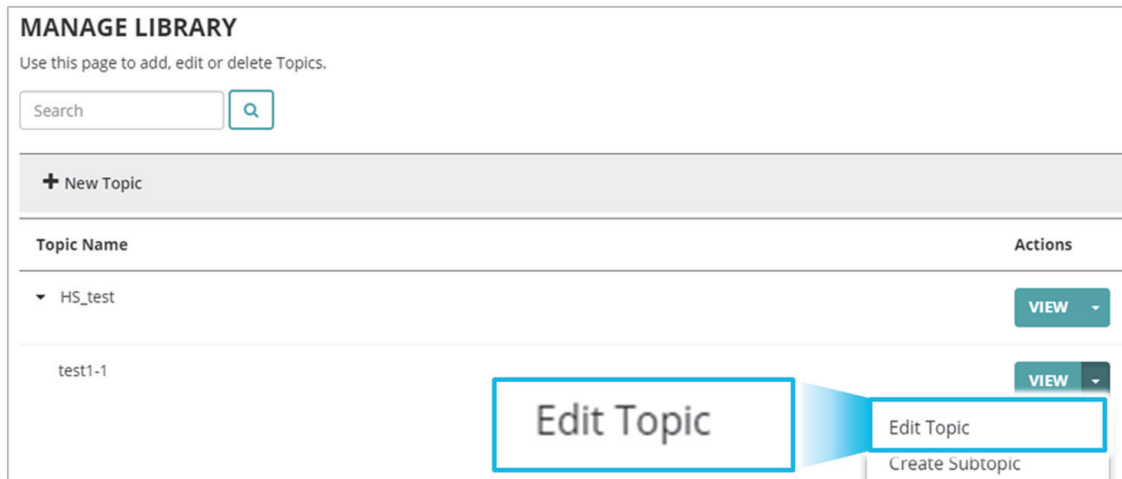 MANAGE LIBRARY
Use this page to add, edit or delete Topics.
Search
New Topic
Topic Name Actions
HS_test VIEW
test1-1 VIEW
Edit Topic Edit Topic
Create Subtopic